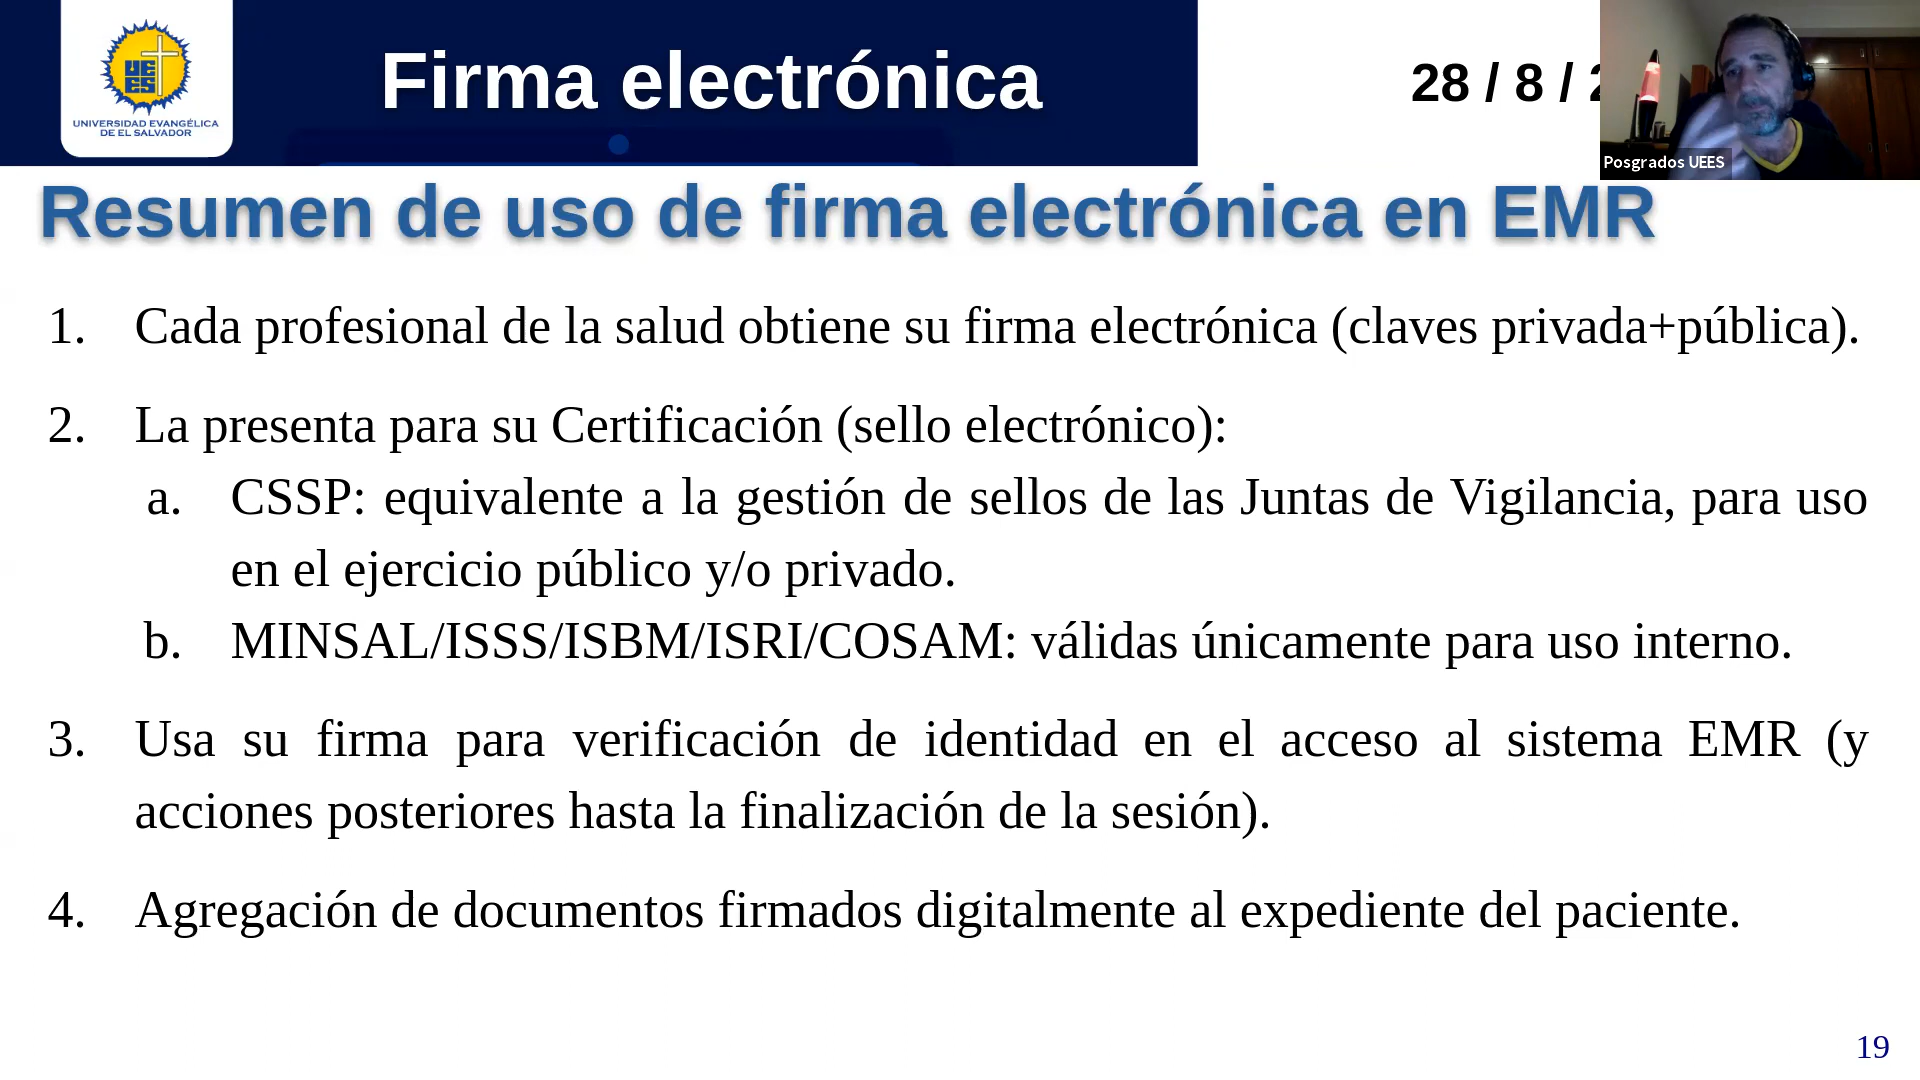 UE
ES
UNIVERSIDAD EVANGÉLICA
DE EL SALVADOR
Firma electrónica
28 / 8 /
Posgrados UEES
Resumen de uso de firma electrónica en EMR
1. Cada profesional de la salud obtiene su firma electrónica (claves privada+pública).
2. La presenta para su Certificación (sello electrónico):
a. CSSP: equivalente a la gestión de sellos de las Juntas de Vigilancia, para uso
en el ejercicio público y/o privado.
b. MINSAL/ISSS/ISBM/ISRI/COSAM: válidas únicamente para uso interno.
3. Usa su firma para verificación de identidad en el acceso al sistema EMR (y
acciones posteriores hasta la finalización de la sesión).
4. Agregación de documentos firmados digitalmente al expediente del paciente.
19